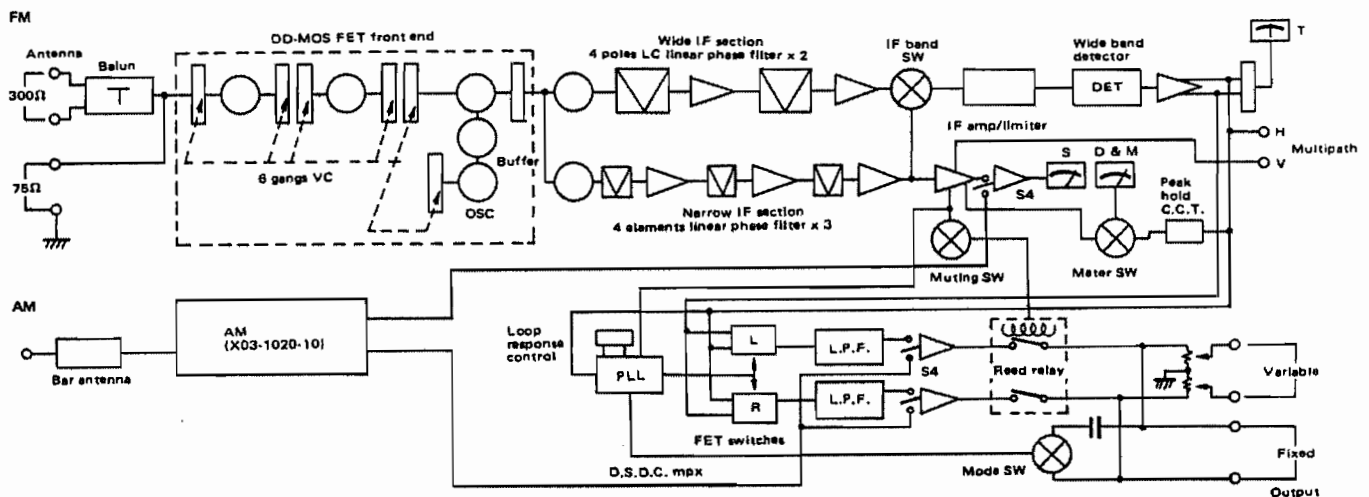 FM
DD-MOS FET front end
Antenna
Balun
300Ω
75Ω
6 gangs VC
OSC
Buffer
Wide IF section
4 poles LC linear phase filter x 2
IF band
SW
Wide band
detector
DET
T
IF amp/limiter
H
Multipath
V
Narrow IF section
4 elements linear phase filter x 3
S
D & M
S4
Peak
hold
C.C.T.
Muting SW
Meter SW
AM
AM
(X03-1020-10)
Bar antenna
Loop
response
control
PLL
L
R
L.P.F.
L.P.F.
S4
Reed relay
FET switches
D.S.D.C. mpx
Mode SW
Variable
Fixed
Output